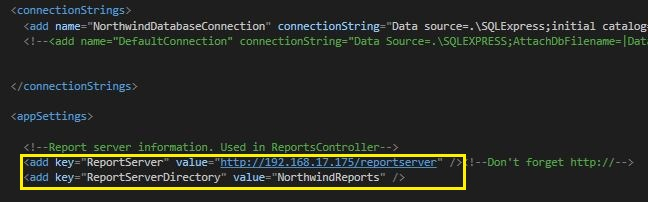 <connectionStrings>
<add name="NorthwindDatabaseConnection" connectionString="Data source=.\SQLExpress;initial catalog=
<!--<add name="DefaultConnection" connectionString="Data Source=.\SQLEXPRESS;AttachDbFilename=|Data
</connectionStrings>
<appSettings>
<!--Report server information. Used in ReportsController-->
<add key="ReportServer" value="http://192.168.17.175/reportserver" /><!--Don't forget http://-->
<add key="ReportServerDirectory" value="NorthwindReports" />